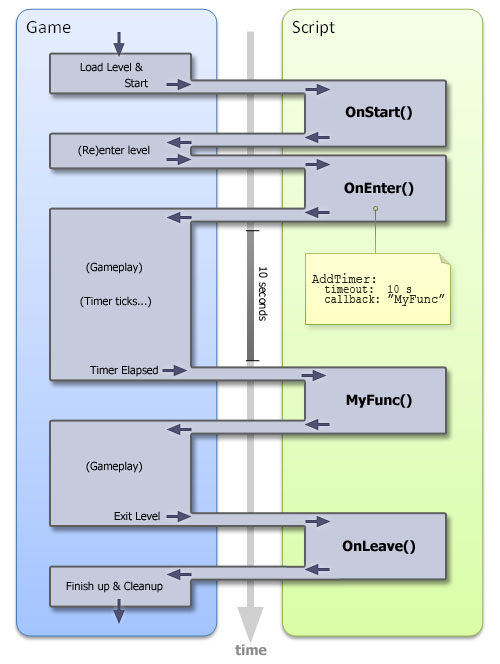 Game
Script
Load Level &
Start
OnStart()
(Re)enter level
OnEnter()
(Gameplay)
(Timer ticks...)
10 seconds
AddTimer:
timeout: 10 s
callback: "MyFunc"
Timer Elapsed
MyFunc()
(Gameplay)
Exit Level
OnLeave()
Finish up & Cleanup
time